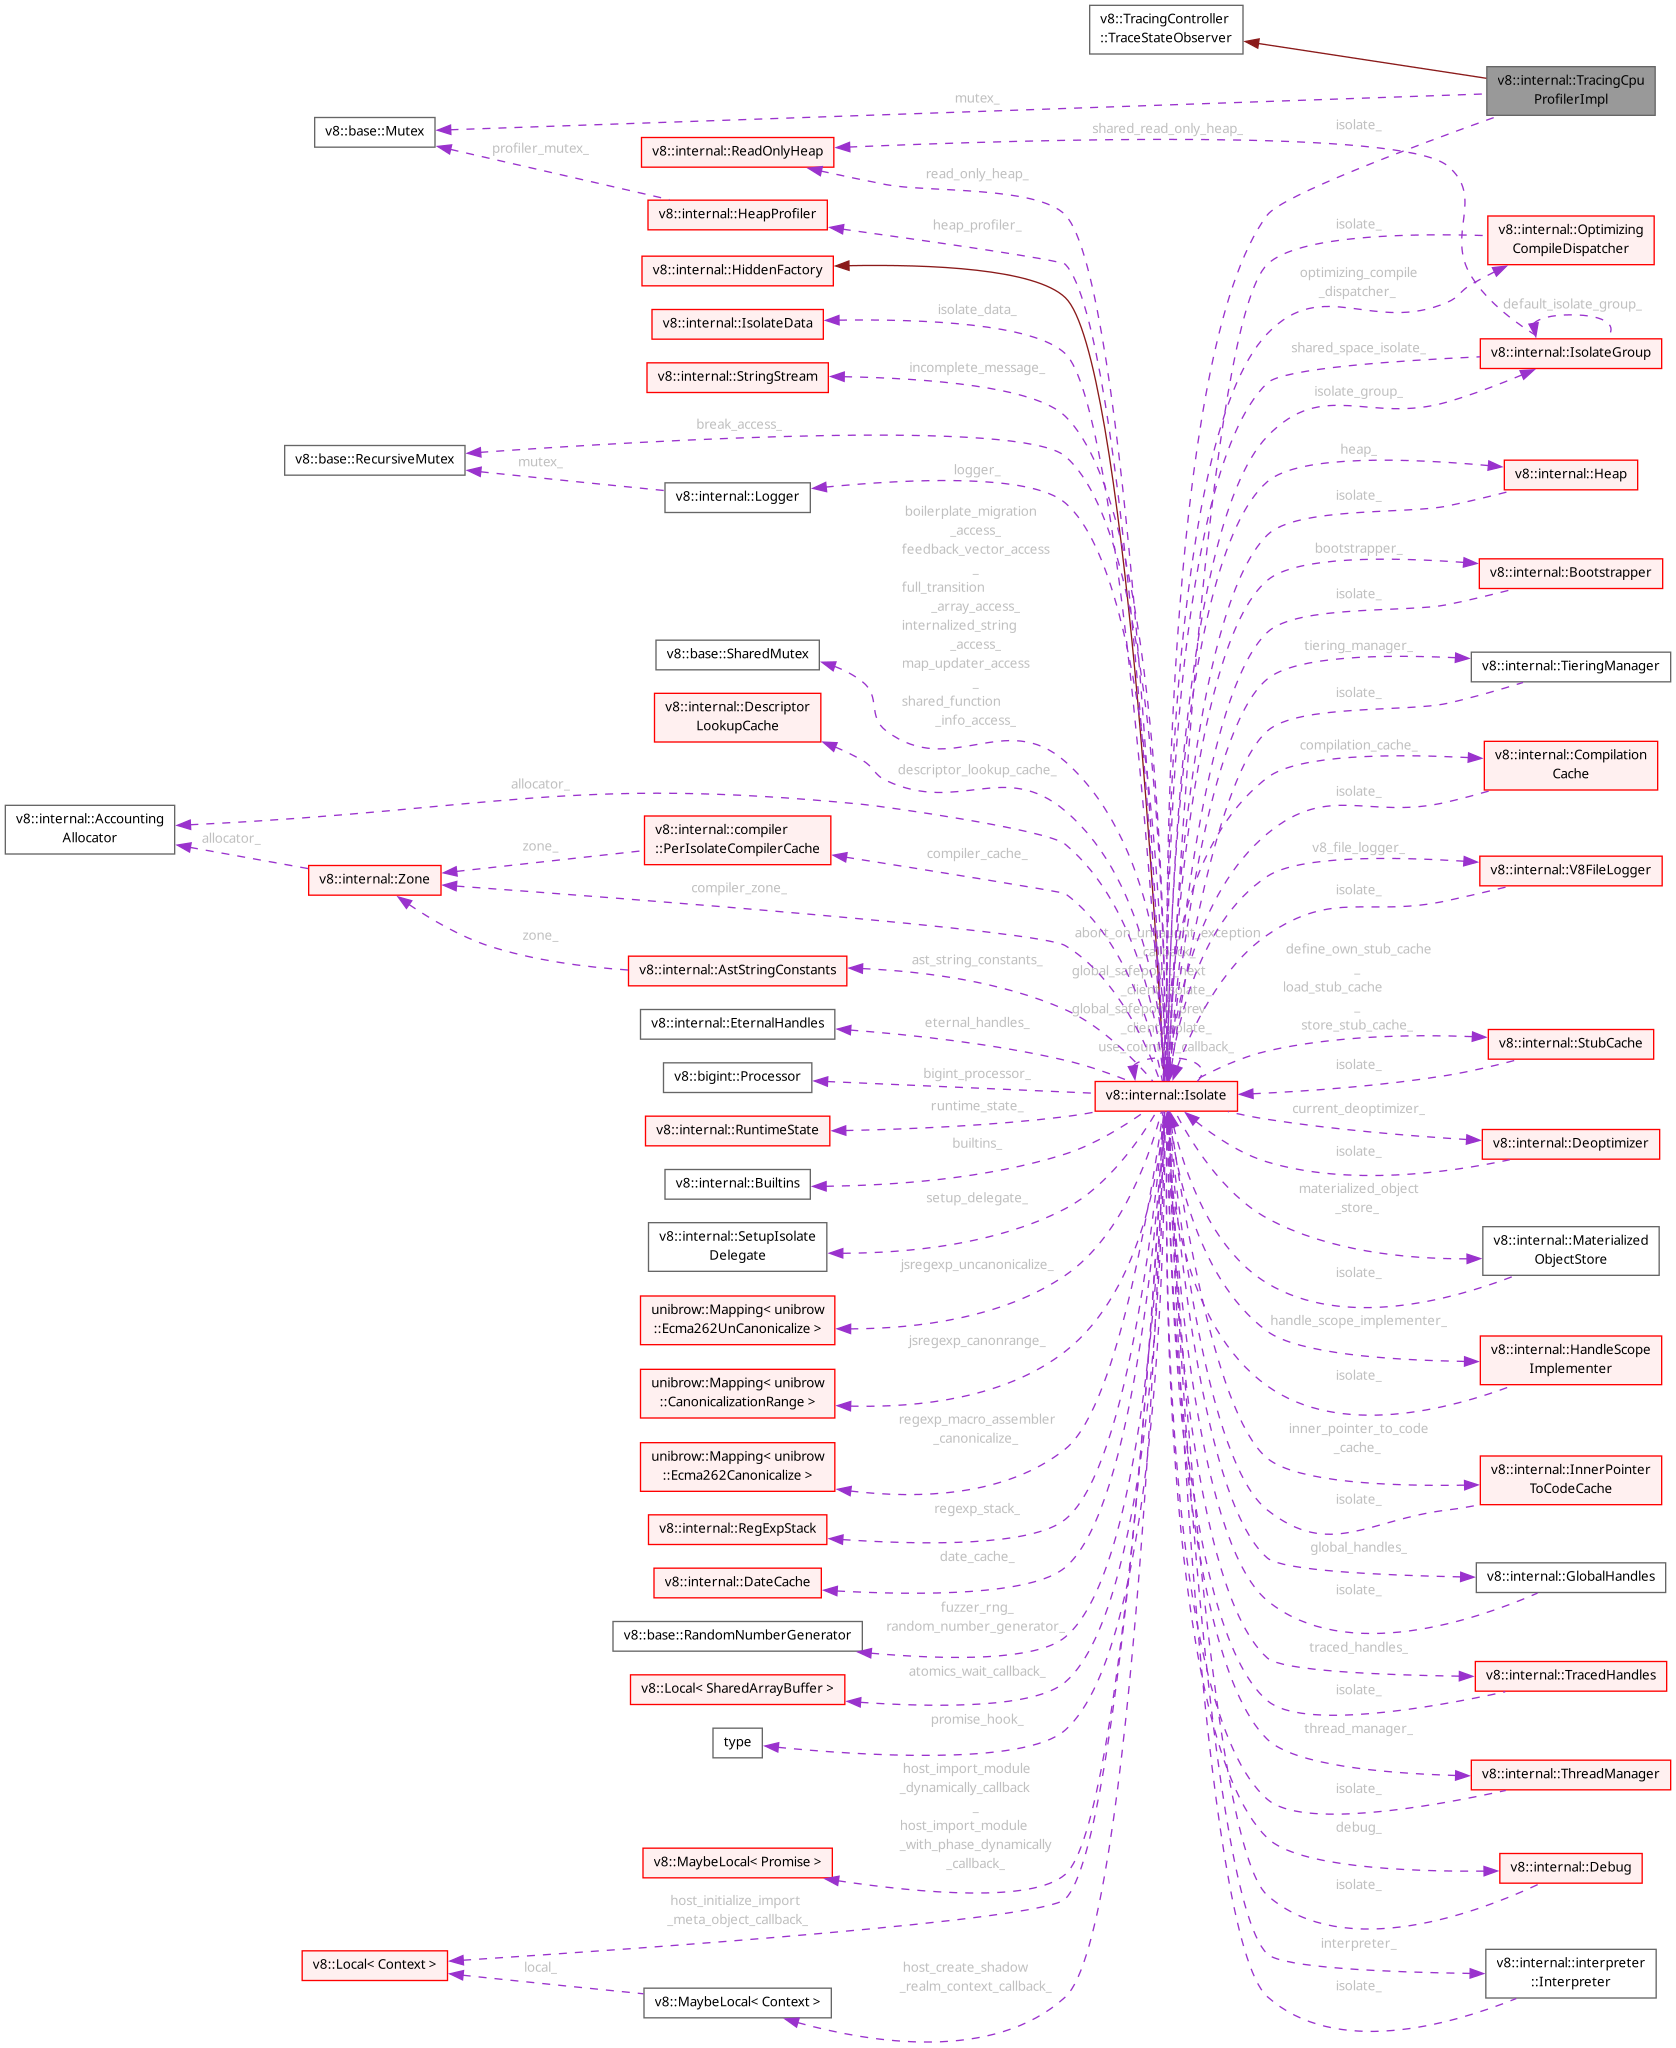 v8::TracingController
::TraceStateObserver
v8::internal::TracingCpu
ProfilerImpl
mutex_
isolate_
v8::base::Mutex
shared_read_only_heap_
profiler_mutex_
v8::internal::ReadOnlyHeap
read_only_heap_
v8::internal::HeapProfiler
heap_profiler_
isolate_
v8::internal::Optimizing
CompileDispatcher
v8::internal::HiddenFactory
optimizing_compile
_dispatcher_
default_isolate_group_
isolate_data_
v8::internal::IsolateData
shared_space_isolate_
v8::internal::IsolateGroup
incomplete_message_
v8::internal::StringStream
isolate_group_
break_access_
v8::base::RecursiveMutex
mutex_
heap_
v8::internal::Heap
logger_
v8::internal::Logger
isolate_
boilerplate_migration
_access_
feedback_vector_access
_
full_transition
_array_access_
internalized_string
_access_
map_updater_access
_
shared_function
_info_access_
bootstrapper_
v8::internal::Bootstrapper
isolate_
v8::base::SharedMutex
tiering_manager_
v8::internal::TieringManager
isolate_
v8::internal::Descriptor
LookupCache
descriptor_lookup_cache_
compilation_cache_
v8::internal::Compilation
Cache
isolate_
allocator_
v8::internal::Accounting
Allocator
allocator_
zone_
v8::internal::compiler
::PerIsolateCompilerCache
compiler_cache_
v8_file_logger_
v8::internal::V8FileLogger
isolate_
v8::internal::Zone
compiler_zone_
zone_
v8::internal::AstStringConstants
ast_string_constants_
define_own_stub_cache
_
load_stub_cache
_
store_stub_cache_
v8::internal::StubCache
isolate_
v8::internal::EternalHandles
eternal_handles_
v8::bigint::Processor
bigint_processor_
v8::internal::Isolate
v8::internal::RuntimeState
runtime_state_
current_deoptimizer_
v8::internal::Deoptimizer
isolate_
builtins_
v8::internal::Builtins
setup_delegate_
v8::internal::SetupIsolate
Delegate
materialized_object
_store_
v8::internal::Materialized
ObjectStore
isolate_
jsregexp_uncanonicalize_
unibrow::Mapping< unibrow
::Ecma262UnCanonicalize >
handle_scope_implementer_
v8::internal::HandleScope
Implementer
isolate_
jsregexp_canonrange_
unibrow::Mapping< unibrow
::CanonicalizationRange >
regexp_macro_assembler
_canonicalize_
unibrow::Mapping< unibrow
::Ecma262Canonicalize >
inner_pointer_to_code
_cache_
v8::internal::InnerPointer
ToCodeCache
isolate_
regexp_stack_
v8::internal::RegExpStack
date_cache_
v8::internal::DateCache
global_handles_
v8::internal::GlobalHandles
isolate_
fuzzer_rng_
random_number_generator_
v8::base::RandomNumberGenerator
traced_handles_
v8::internal::TracedHandles
isolate_
atomics_wait_callback_
v8::Local< SharedArrayBuffer >
promise_hook_
type
thread_manager_
v8::internal::ThreadManager
isolate_
host_import_module
_dynamically_callback
_
host_import_module
_with_phase_dynamically
_callback_
v8::MaybeLocal< Promise >
debug_
v8::internal::Debug
isolate_
host_initialize_import
_meta_object_callback_
v8::Local< Context >
local_
v8::MaybeLocal< Context >
host_create_shadow
_realm_context_callback_
interpreter_
v8::internal::interpreter
::Interpreter
isolate_